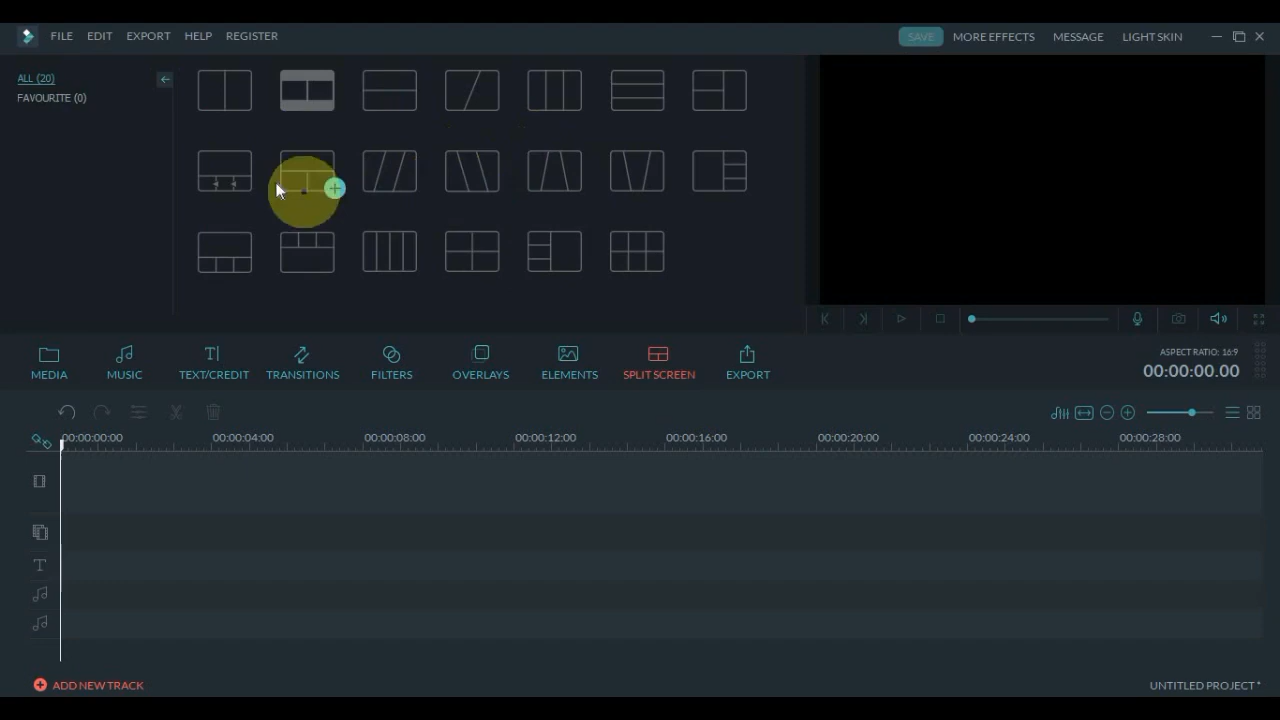 FILE EDIT EXPORT HELP REGISTER SAVE MORE EFFECTS MESSAGE LIGHT SKIN
ALL (20)
FAVOURITE (0)
MEDIA MUSIC TEXT/CREDIT TRANSITIONS FILTERS OVERLAYS ELEMENTS SPLIT SCREEN EXPORT
ASPECT RATIO: 16:9
00:00:00.00
00:00:00:00 00:00:04:00 00:00:08:00 00:00:12:00 00:00:16:00 00:00:20:00 00:00:24:00 00:00:28:00
ADD NEW TRACK
UNTITLED PROJECT *